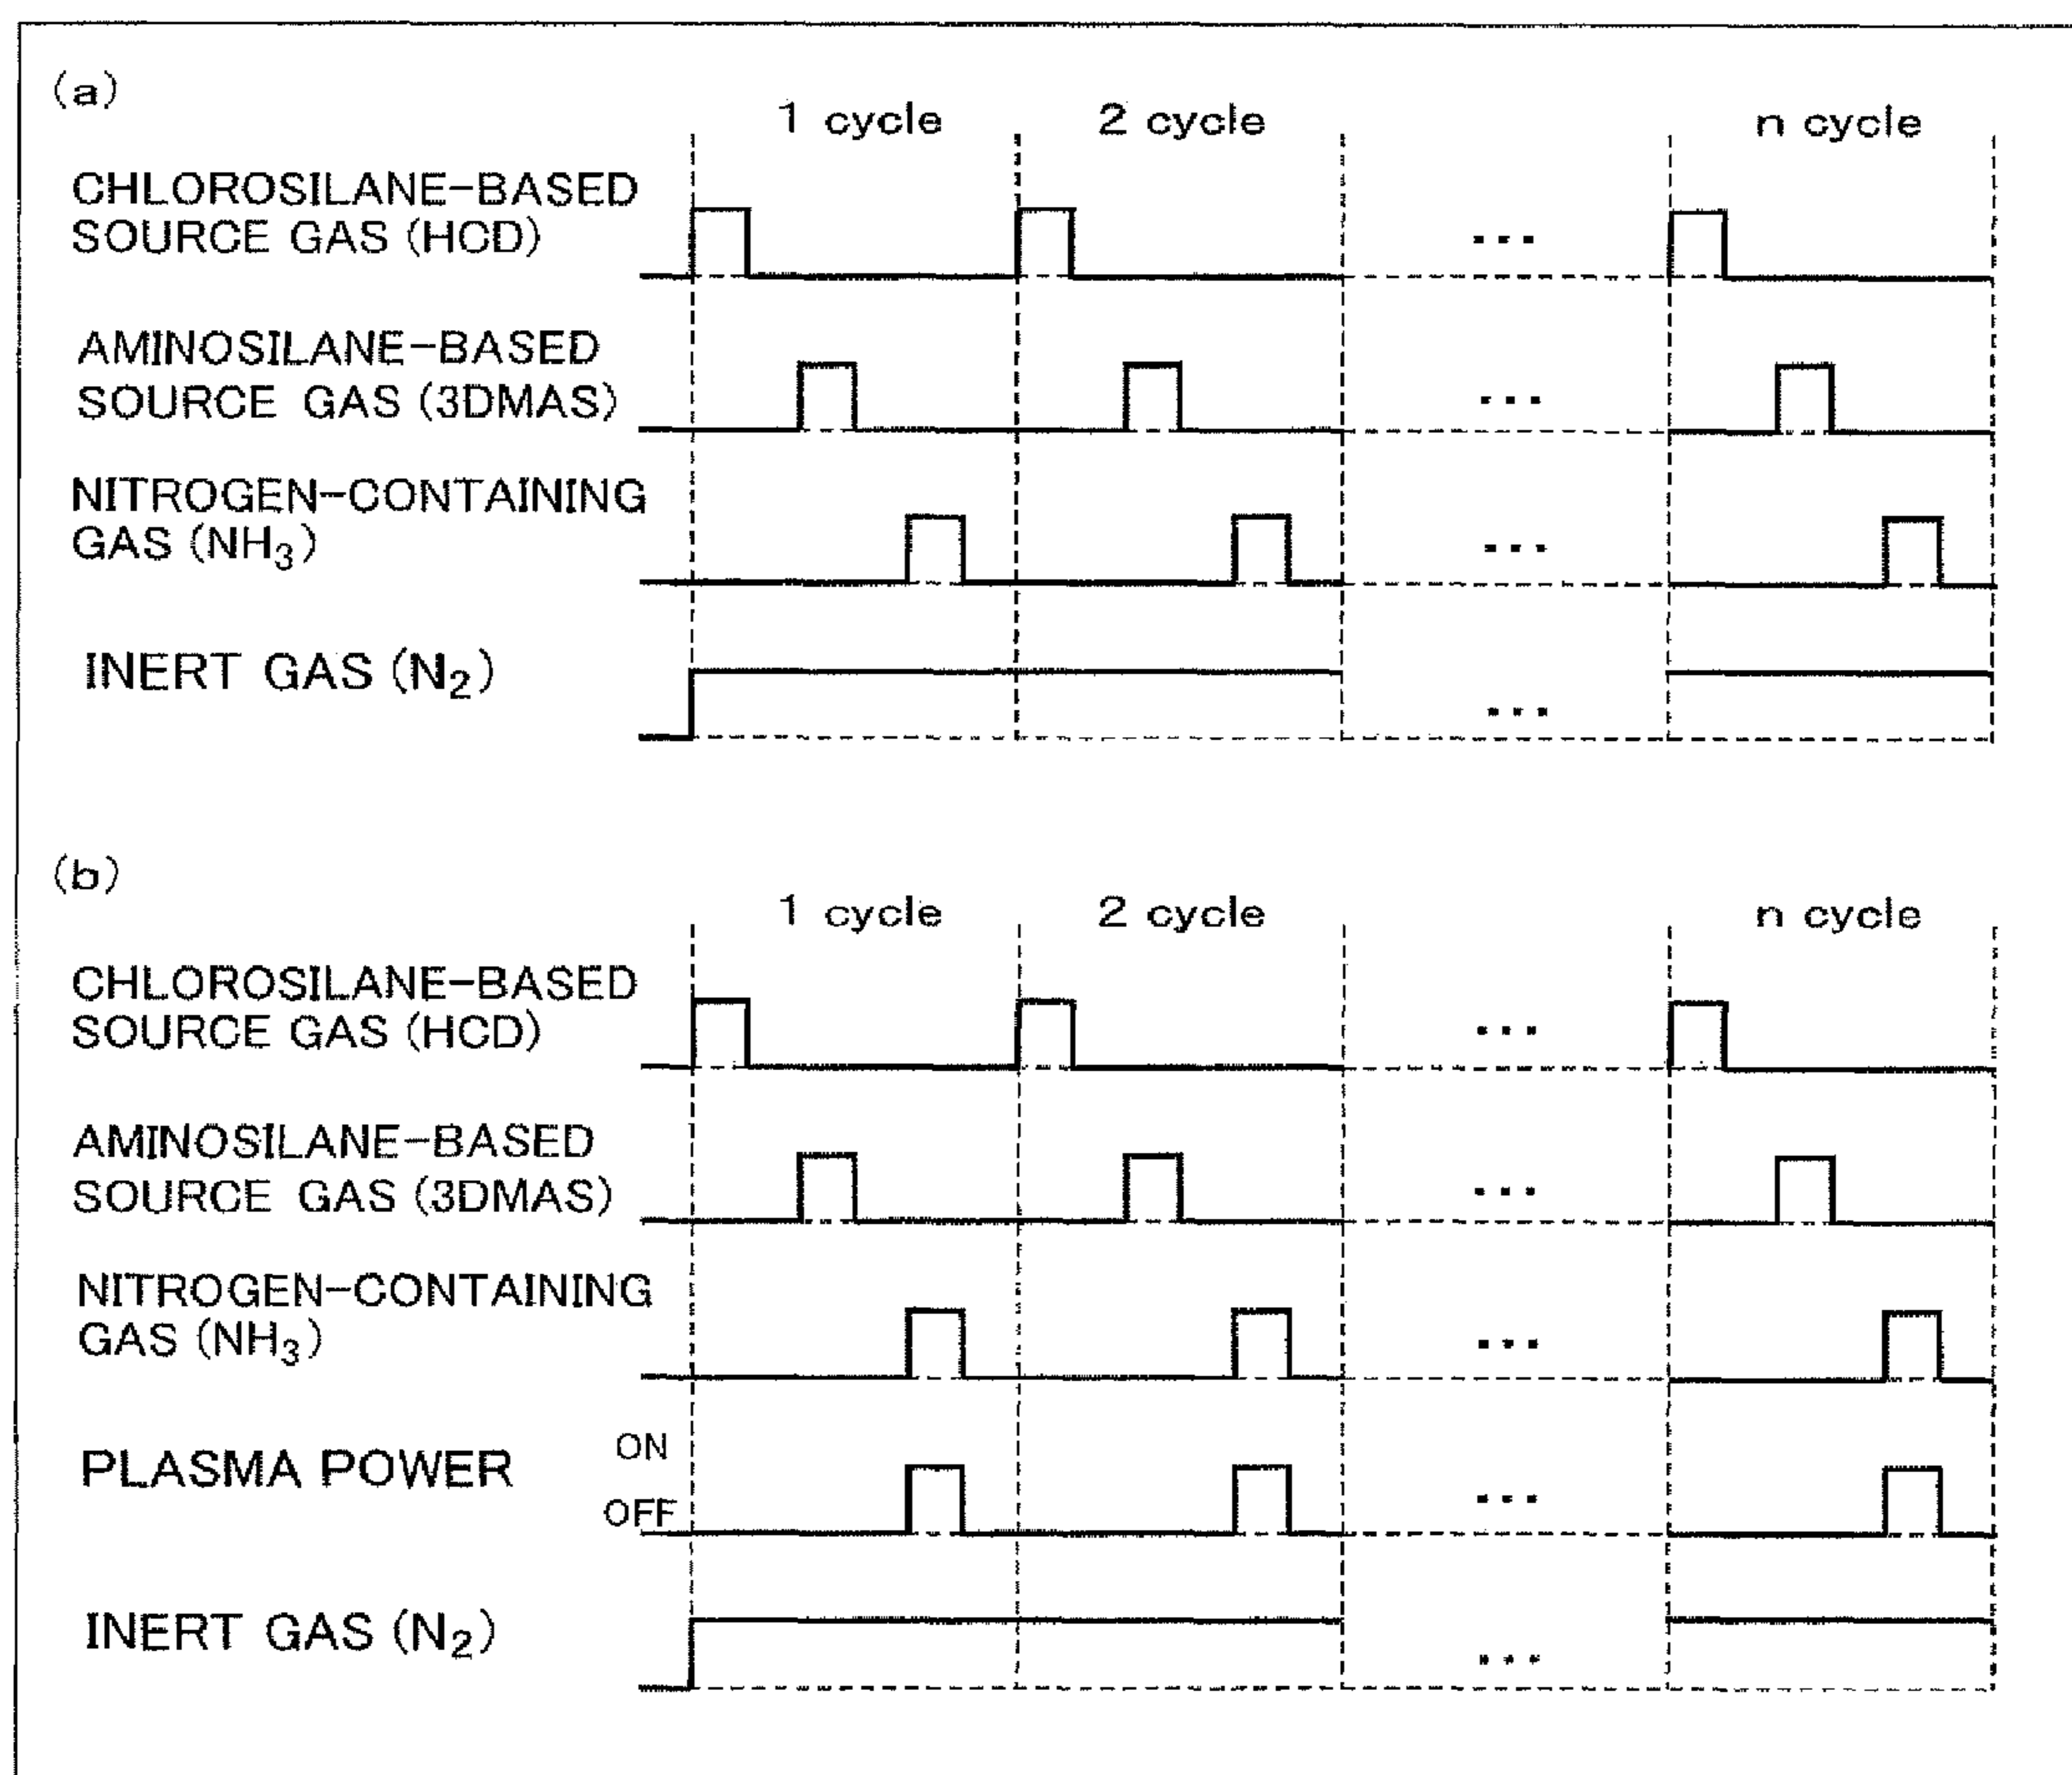 (a)
1 cycle 2 cycle n cycle
CHLOROSILANE-BASED
SOURCE GAS (HCD)
...
AMINOSILANE-BASED
SOURCE GAS (3DMAS)
...
NITROGEN-CONTAINING
GAS (NH₃)
...
INERT GAS (N₂)
...
(b)
1 cycle 2 cycle n cycle
CHLOROSILANE-BASED
SOURCE GAS (HCD)
...
AMINOSILANE-BASED
SOURCE GAS (3DMAS)
...
NITROGEN-CONTAINING
GAS (NH₃)
...
ON
PLASMA POWER
OFF
...
INERT GAS (N₂)
...